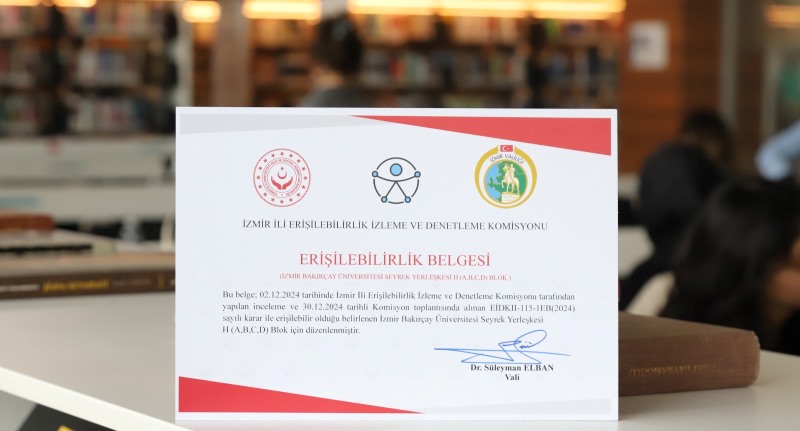 İZMİR VALİLİĞİ
İZMİR İLİ ERİŞİLEBİLİRLİK İZLEME VE DENETLEME KOMİSYONU
ERİŞİLEBİLİRLİK BELGESİ
(İZMİR BAKIRÇAY ÜNİVERSİTESİ SEYREK YERLEŞKESİ H (A,B,C,D) BLOK )
Bu belge; 02.12.2024 tarihinde İzmir İli Erişilebilirlik İzleme ve Denetleme Komisyonu tarafından
yapılan inceleme ve 30.12.2024 tarihli Komisyon toplantısında alınan EİDKII-115-1EB(2024)
sayılı karar ile erişilebilir olduğu belirlenen İzmir Bakırçay Üniversitesi Seyrek Yerleşkesi
H (A,B,C,D) Blok için düzenlenmiştir.
Dr. Süleyman ELBAN
Vali